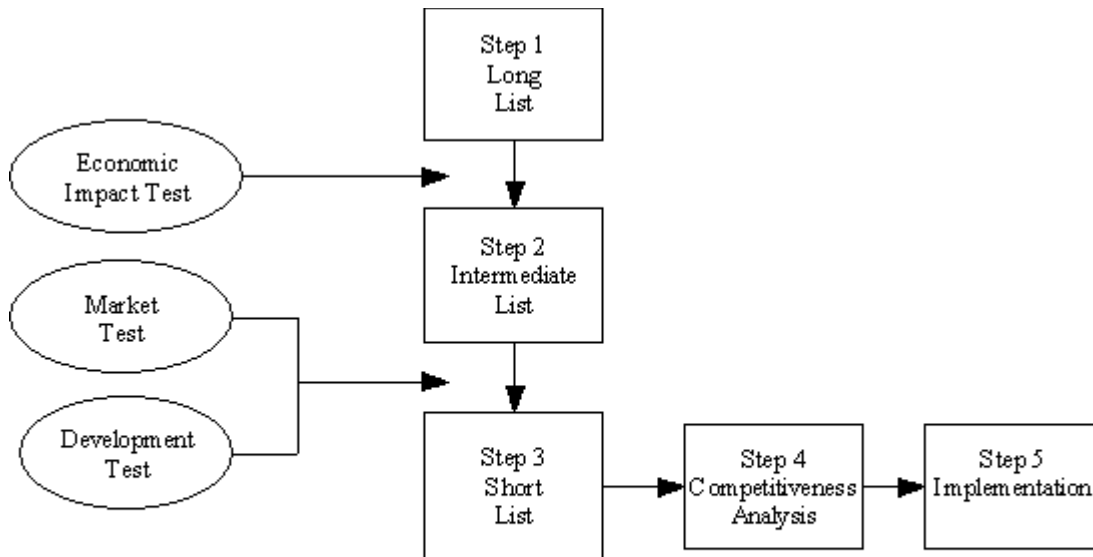 Step 1
Long
List
Economic
Impact Test
Step 2
Intermediate
List
Market
Test
Development
Test
Step 3
Short
List
Step 4
Competitiveness
Analysis
Step 5
Implementation